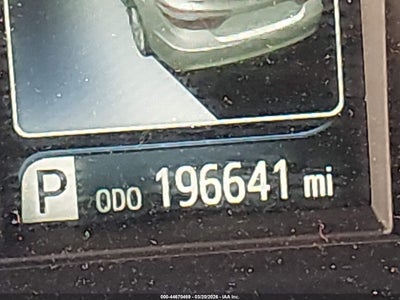 P ODO 196641 mi
000-44670469 - 03/20/2026 - IAA Inc.